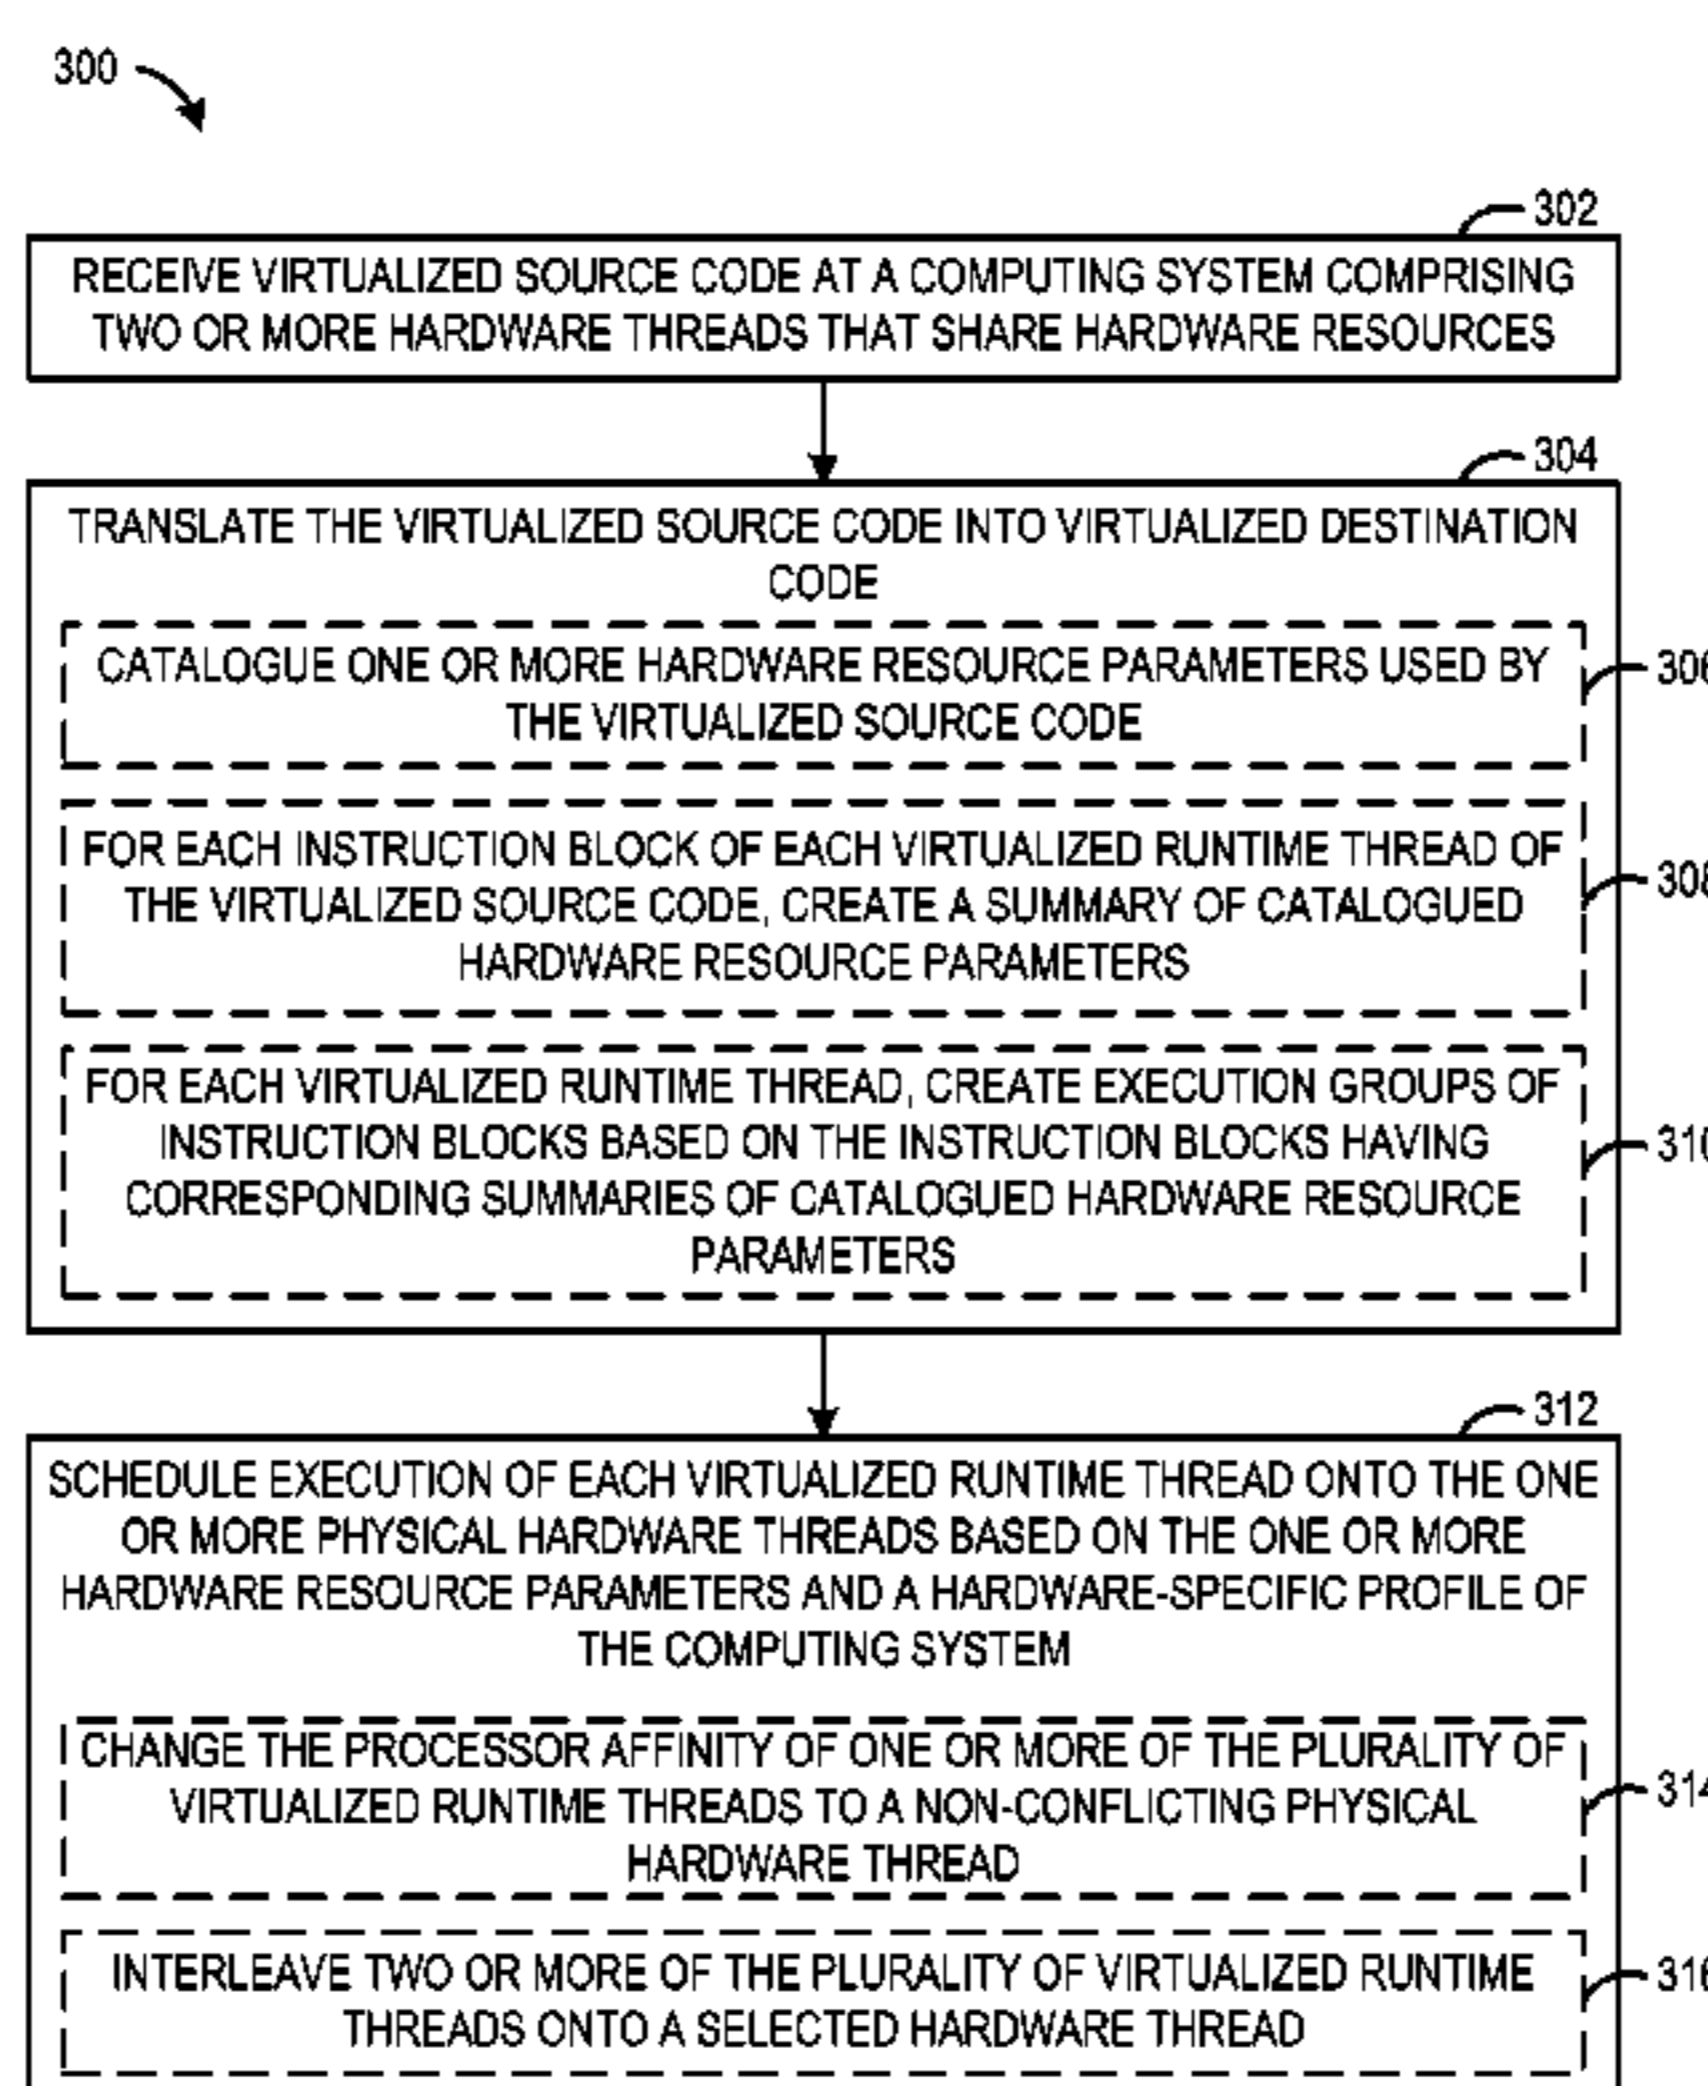 300
302
RECEIVE VIRTUALIZED SOURCE CODE AT A COMPUTING SYSTEM COMPRISING
TWO OR MORE HARDWARE THREADS THAT SHARE HARDWARE RESOURCES
304
TRANSLATE THE VIRTUALIZED SOURCE CODE INTO VIRTUALIZED DESTINATION
CODE
CATALOGUE ONE OR MORE HARDWARE RESOURCE PARAMETERS USED BY
THE VIRTUALIZED SOURCE CODE
306
FOR EACH INSTRUCTION BLOCK OF EACH VIRTUALIZED RUNTIME THREAD OF
THE VIRTUALIZED SOURCE CODE, CREATE A SUMMARY OF CATALOGUED
HARDWARE RESOURCE PARAMETERS
308
FOR EACH VIRTUALIZED RUNTIME THREAD, CREATE EXECUTION GROUPS OF
INSTRUCTION BLOCKS BASED ON THE INSTRUCTION BLOCKS HAVING
CORRESPONDING SUMMARIES OF CATALOGUED HARDWARE RESOURCE
PARAMETERS
310
312
SCHEDULE EXECUTION OF EACH VIRTUALIZED RUNTIME THREAD ONTO THE ONE
OR MORE PHYSICAL HARDWARE THREADS BASED ON THE ONE OR MORE
HARDWARE RESOURCE PARAMETERS AND A HARDWARE-SPECIFIC PROFILE OF
THE COMPUTING SYSTEM
CHANGE THE PROCESSOR AFFINITY OF ONE OR MORE OF THE PLURALITY OF
VIRTUALIZED RUNTIME THREADS TO A NON-CONFLICTING PHYSICAL
HARDWARE THREAD
314
INTERLEAVE TWO OR MORE OF THE PLURALITY OF VIRTUALIZED RUNTIME
THREADS ONTO A SELECTED HARDWARE THREAD
316